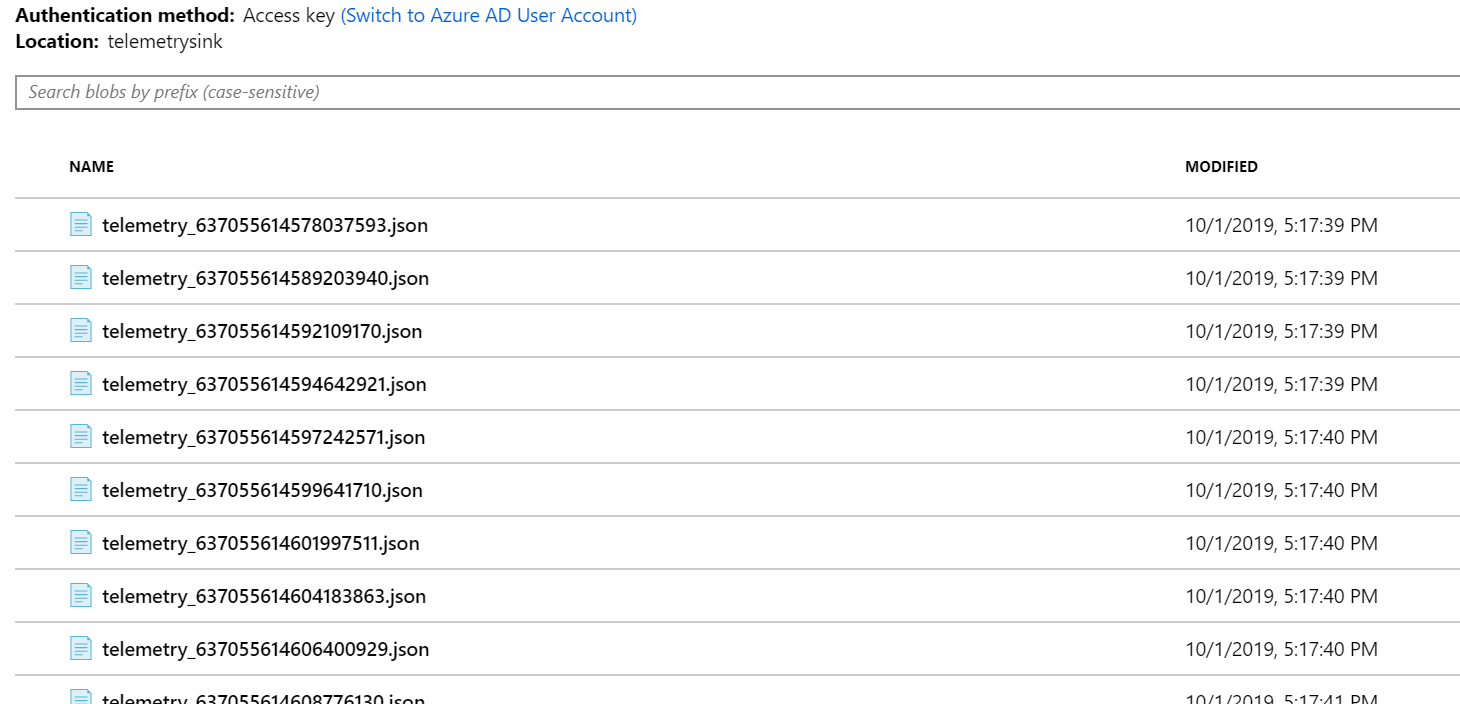 Authentication method: Access key (Switch to Azure AD User Account)
Location: telemetrysink
Search blobs by prefix (case-sensitive)
NAME MODIFIED
telemetry_637055614578037593.json 10/1/2019, 5:17:39 PM
telemetry_637055614589203940.json 10/1/2019, 5:17:39 PM
telemetry_637055614592109170.json 10/1/2019, 5:17:39 PM
telemetry_637055614594642921.json 10/1/2019, 5:17:39 PM
telemetry_637055614597242571.json 10/1/2019, 5:17:40 PM
telemetry_637055614599641710.json 10/1/2019, 5:17:40 PM
telemetry_637055614601997511.json 10/1/2019, 5:17:40 PM
telemetry_637055614604183863.json 10/1/2019, 5:17:40 PM
telemetry_637055614606400929.json 10/1/2019, 5:17:40 PM
telemetry_637055614608776130.json 10/1/2019, 5:17:41 PM